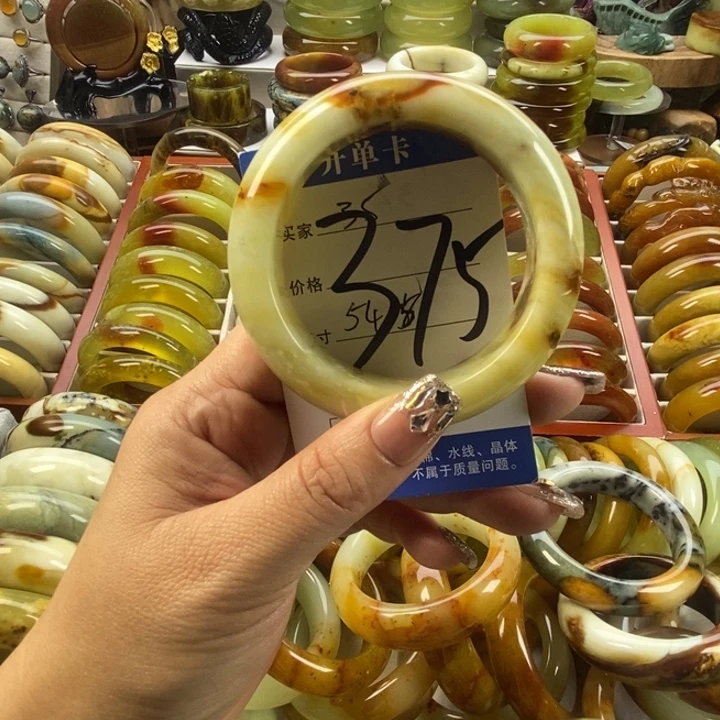 开单卡
买家
价格 375
寸 54
棉、水线、晶体
不属于质量问题。